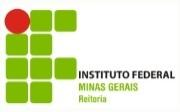 INSTITUTO FEDERAL
MINAS GERAIS
Reitoria